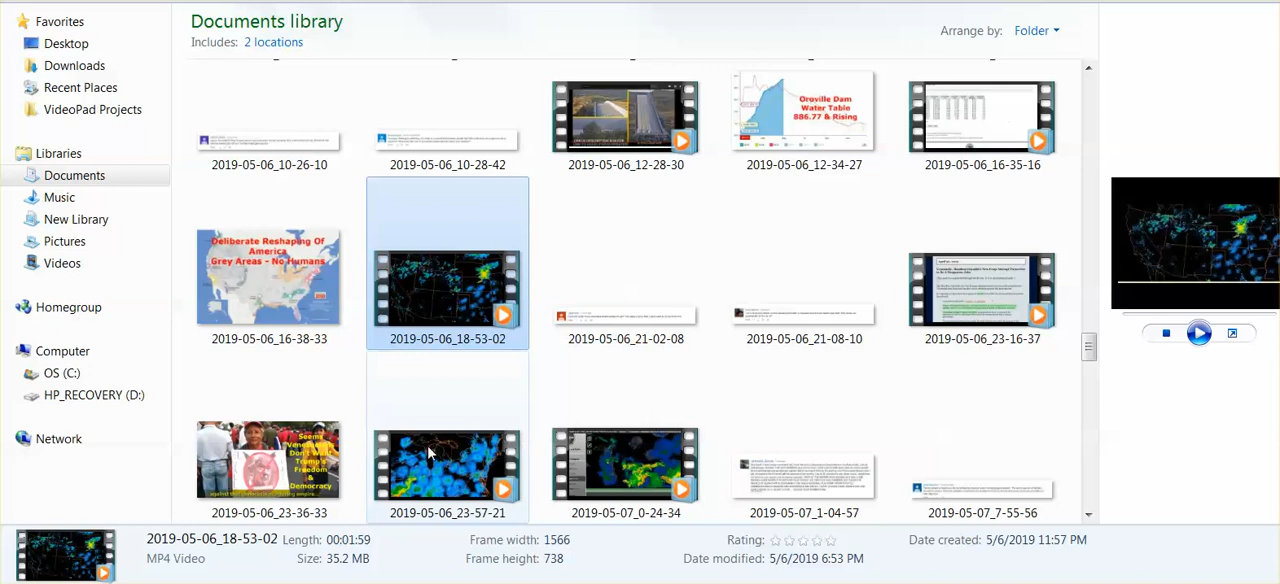 Favorites
Desktop
Downloads
Recent Places
VideoPad Projects
Libraries
Documents
Music
New Library
Pictures
Videos
Homegroup
Computer
OS (C:)
HP_RECOVERY (D:)
Network
Documents library
Includes: 2 locations
Arrange by: Folder
Oroville Dam
Water Table
886.77 & Rising
2019-05-06_10-26-10
2019-05-06_10-28-42
2019-05-06_12-28-30
2019-05-06_12-34-27
2019-05-06_16-35-16
Deliberate Reshaping Of
America
Grey Areas - No Humans
2019-05-06_16-38-33
2019-05-06_18-53-02
2019-05-06_21-02-08
2019-05-06_21-08-10
2019-05-06_23-16-37
Seems
Venezuelans
Don't Want
Trump's
Freedom
Democracy
2019-05-06_23-36-33
2019-05-06_23-57-21
2019-05-07_0-24-34
2019-05-07_1-04-57
2019-05-07_7-55-56
2019-05-06_18-53-02 Length: 00:01:59 Frame width: 1566 Rating: Date created: 5/6/2019 11:57 PM
MP4 Video Size: 35.2 MB Frame height: 738 Date modified: 5/6/2019 6:53 PM